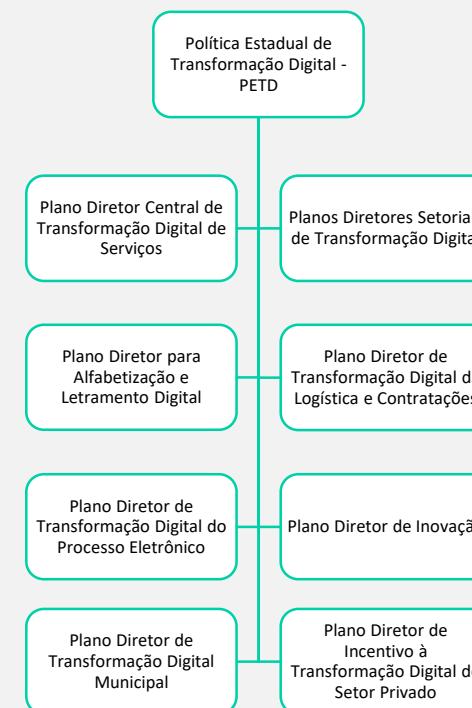 Política Estadual de
Transformação Digital -
PETD
Plano Diretor Central de
Transformação Digital de
Serviços
Planos Diretores Setoria
de Transformação Digita
Plano Diretor para
Alfabetização e
Letramento Digital
Plano Diretor de
Transformação Digital d
Logística e Contratações
Plano Diretor de
Transformação Digital do
Processo Eletrônico
Plano Diretor de Inovaçã
Plano Diretor de
Transformação Digital
Municipal
Plano Diretor de
Incentivo à
Transformação Digital d
Setor Privado